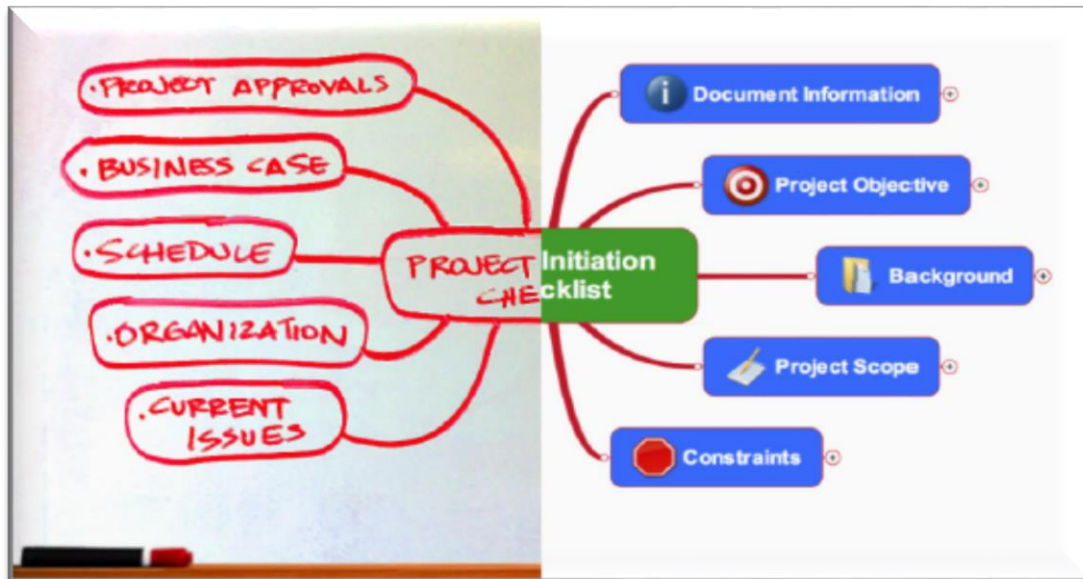 ·PROJECT APPROVALS
·BUSINESS CASE
·SCHEDULE
·ORGANIZATION
·CURRENT
ISSUES
PROJECT Initiation
CHEcklist
Document Information
Project Objective
Background
Project Scope
Constraints